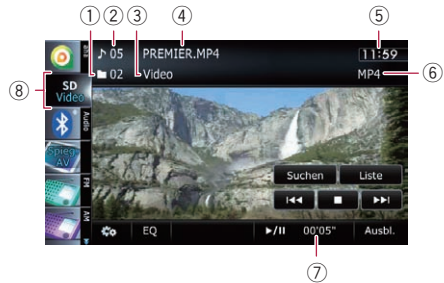 ① ② ③ ④ ⑤
05 PREMIER.MP4 11:59
02 Video MP4 ⑥
⑧ SD
Video
Audio
Spieg
AV
FM
AM
Suchen Liste
EQ ►/II 00'05" Ausbl.
⑦